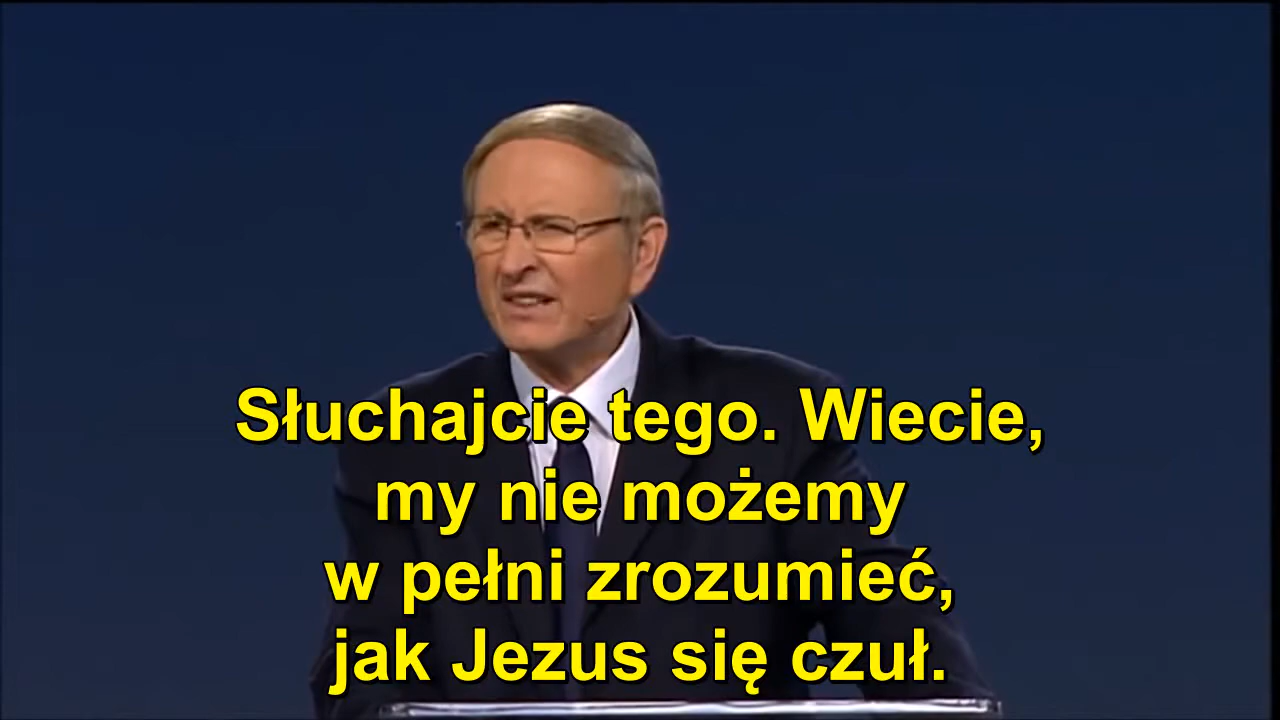 Słuchajcie tego. Wiecie,
my nie możemy
w pełni zrozumieć,
jak Jezus się czuł.